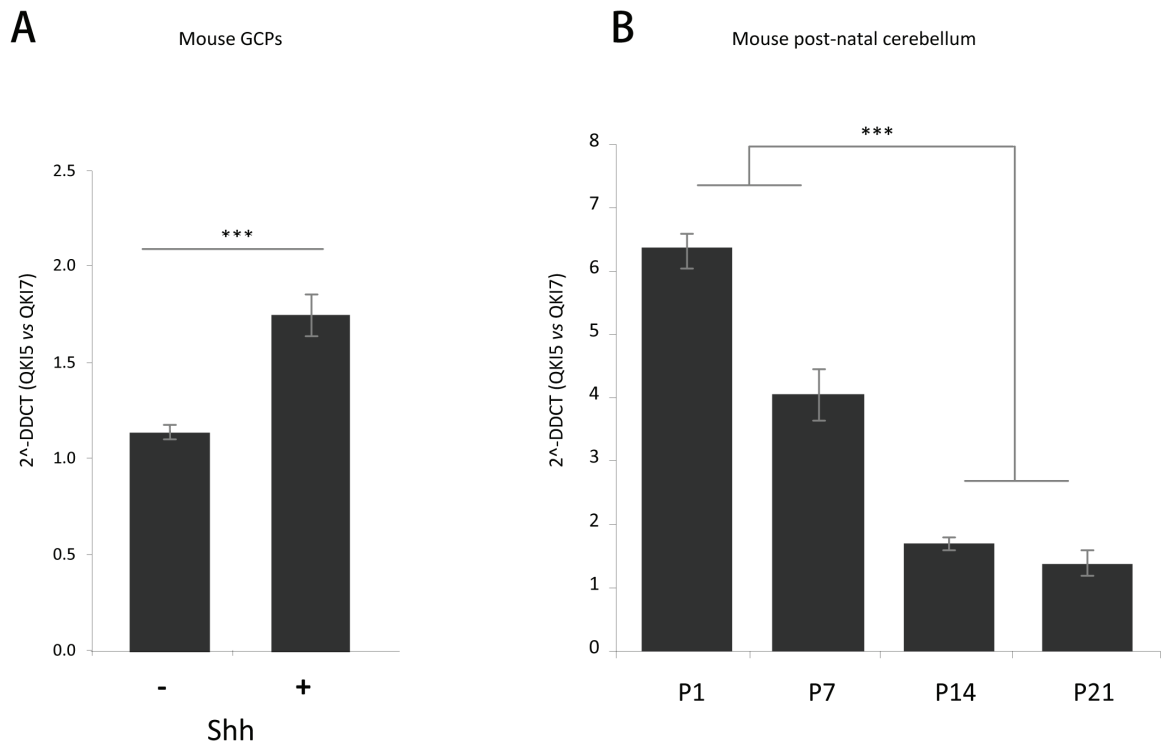 A
Mouse GCPs
2^-DDCT (QKI5 vs QKI7)
2.5
2.0
1.5
1.0
0.5
0.0
***
-
+
Shh
B
Mouse post-natal cerebellum
2^-DDCT (QKI5 vs QKI7)
8
7
6
5
4
3
2
1
0
***
P1
P7
P14
P21